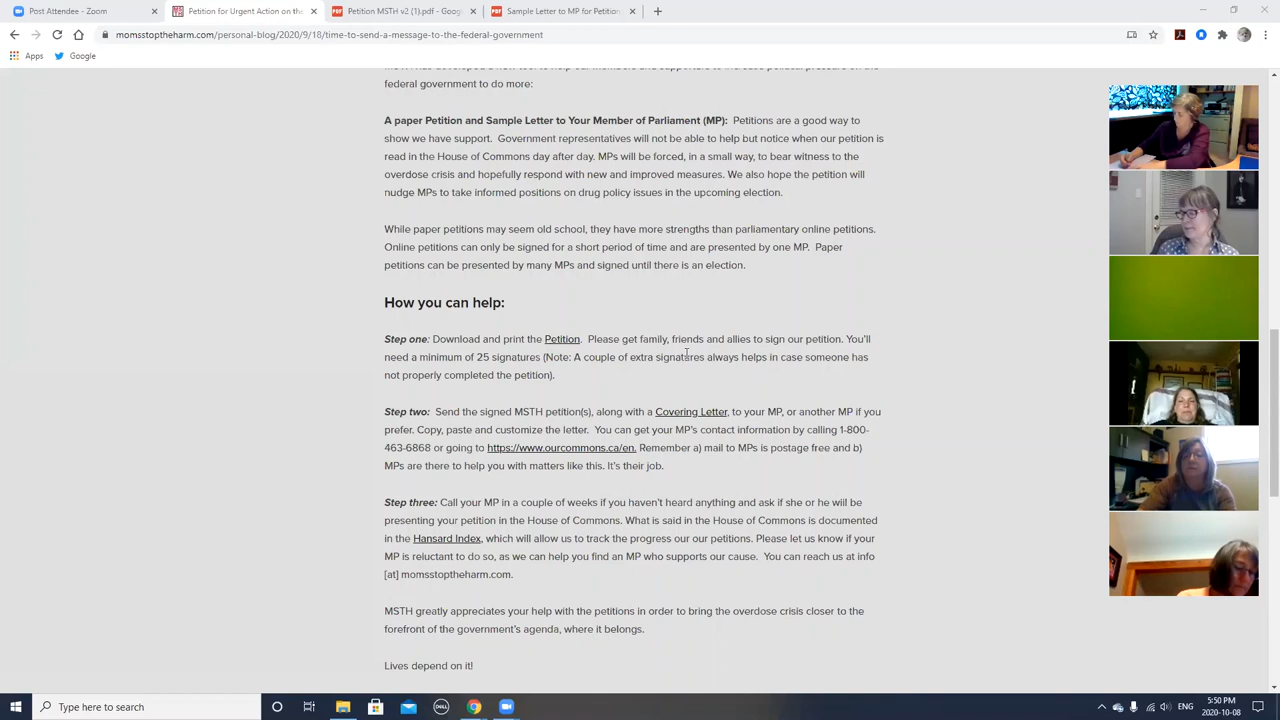 Post Attendee - Zoom
Petition for Urgent Action on the
Petition MSTH v2 (1).pdf - Goog
Sample Letter to MP for Petition
momsstoptheharm.com/personal-blog/2020/9/18/time-to-send-a-message-to-the-federal-government
Apps Google
federal government to do more:
A paper Petition and Sample Letter to Your Member of Parliament (MP): Petitions are a good way to
show we have support. Government representatives will not be able to help but notice when our petition is
read in the House of Commons day after day. MPs will be forced, in a small way, to bear witness to the
overdose crisis and hopefully respond with new and improved measures. We also hope the petition will
nudge MPs to take informed positions on drug policy issues in the upcoming election.
While paper petitions may seem old school, they have more strengths than parliamentary online petitions.
Online petitions can only be signed for a short period of time and are presented by one MP. Paper
petitions can be presented by many MPs and signed until there is an election.
How you can help:
Step one: Download and print the Petition. Please get family, friends and allies to sign our petition. You'll
need a minimum of 25 signatures (Note: A couple of extra signatures always helps in case someone has
not properly completed the petition).
Step two: Send the signed MSTH petition(s), along with a Covering Letter, to your MP, or another MP if you
prefer. Copy, paste and customize the letter. You can get your MP's contact information by calling 1-800-
463-6868 or going to https://www.ourcommons.ca/en. Remember a) mail to MPs is postage free and b)
MPs are there to help you with matters like this. It's their job.
Step three: Call your MP in a couple of weeks if you haven't heard anything and ask if she or he will be
presenting your petition in the House of Commons. What is said in the House of Commons is documented
in the Hansard Index, which will allow us to track the progress our our petitions. Please let us know if your
MP is reluctant to do so, as we can help you find an MP who supports our cause. You can reach us at info
[at] momsstoptheharm.com.
MSTH greatly appreciates your help with the petitions in order to bring the overdose crisis closer to the
forefront of the government's agenda, where it belongs.
Lives depend on it!
Type here to search
DELL
ENG
5:50 PM
2020-10-08